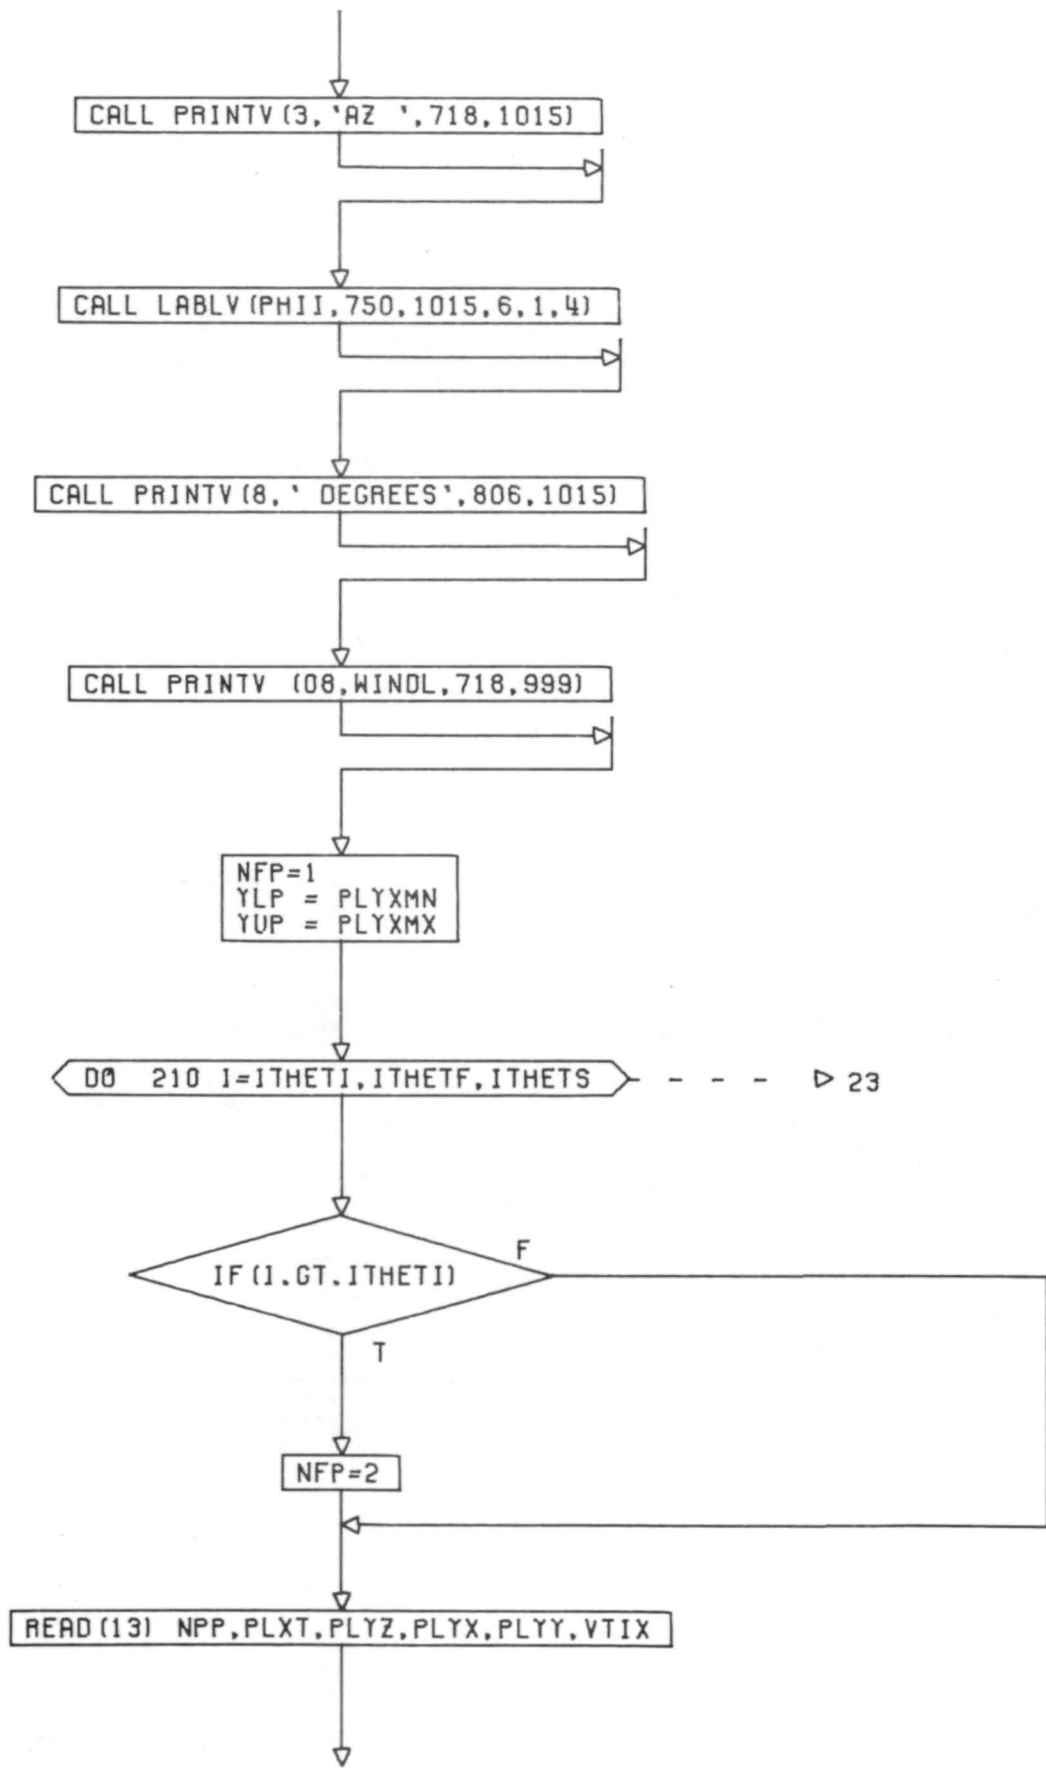 CALL PRINTV(3,'AZ ',718,1015)
CALL LABLV(PHII,750,1015,6,1,4)
CALL PRINTV(8,' DEGREES',806,1015)
CALL PRINTV (08,WINDL,718,999)
NFP=1
YLP = PLYXMN
YUP = PLYXMX
DO 210 I=ITHETI,ITHETF,ITHETS
23
IF(I.GT.ITHETI)
F
T
NFP=2
READ(13) NPP,PLXT,PLYZ,PLYX,PLYY,VTIX